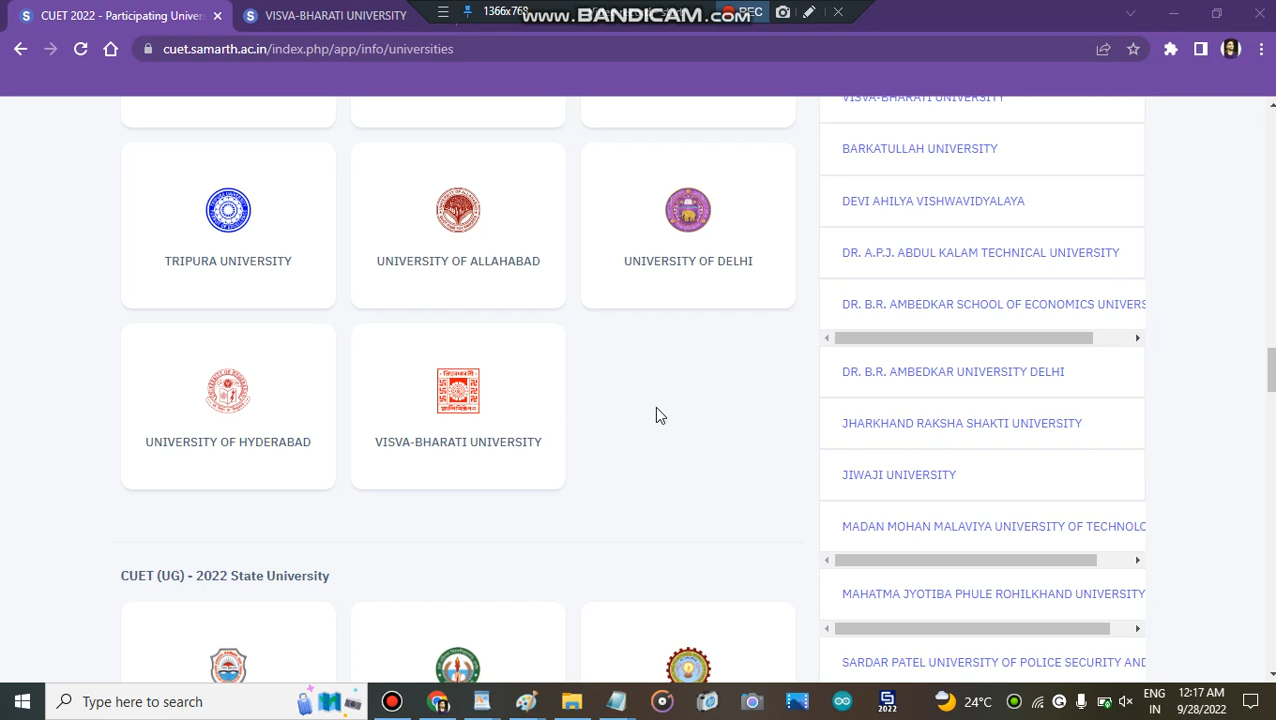 CUET 2022 - Participating Univer
VISVA-BHARATI UNIVERSITY
1366x768
www.BANDICAM.com
REC
cuet.samarth.ac.in/index.php/app/info/universities
VISVA-BHARATI UNIVERSITY
BARKATULLAH UNIVERSITY
DEVI AHILYA VISHWAVIDYALAYA
TRIPURA UNIVERSITY
UNIVERSITY OF ALLAHABAD
UNIVERSITY OF DELHI
DR. A.P.J. ABDUL KALAM TECHNICAL UNIVERSITY
DR. B.R. AMBEDKAR SCHOOL OF ECONOMICS UNIVERS
DR. B.R. AMBEDKAR UNIVERSITY DELHI
JHARKHAND RAKSHA SHAKTI UNIVERSITY
UNIVERSITY OF HYDERABAD
VISVA-BHARATI UNIVERSITY
JIWAJI UNIVERSITY
MADAN MOHAN MALAVIYA UNIVERSITY OF TECHNOLO
CUET (UG) - 2022 State University
MAHATMA JYOTIBA PHULE ROHILKHAND UNIVERSITY
SARDAR PATEL UNIVERSITY OF POLICE SECURITY AND
Type here to search
2022
24°C
ENG
IN
12:17 AM
9/28/2022